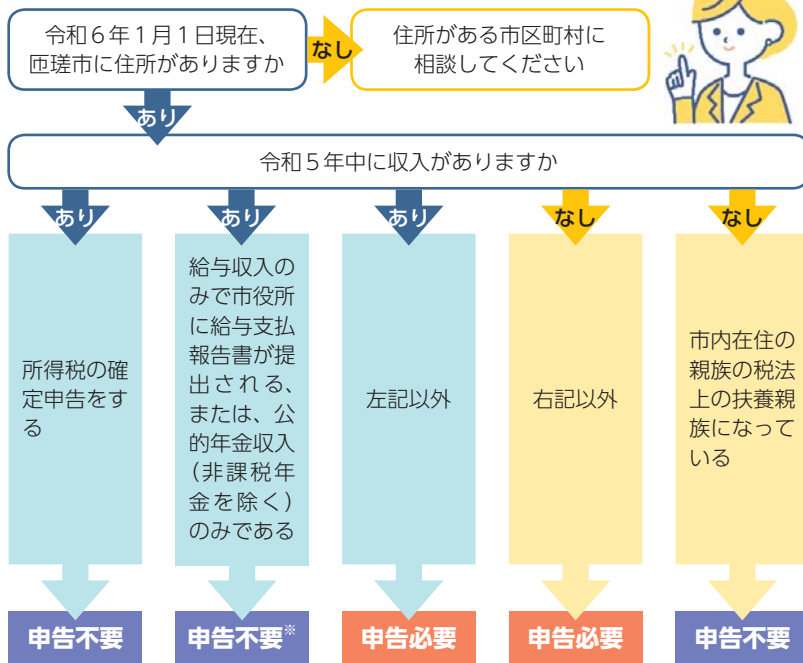 令和６年１月１日現在、
匝瑳市に住所がありますか
なし
住所がある市区町村に
相談してください
あり
令和５年中に収入がありますか
あり
所得税の確
定申告をす
る
申告不要
あり
給与収入の
みで市役所
に給与支払
報告書が提
出される、
または、公
的年金収入
（非課税年
金を除く）
のみである
申告不要※
あり
左記以外
申告必要
なし
右記以外
申告必要
なし
市内在住の
親族の税法
上の扶養親
族になって
いる
申告不要